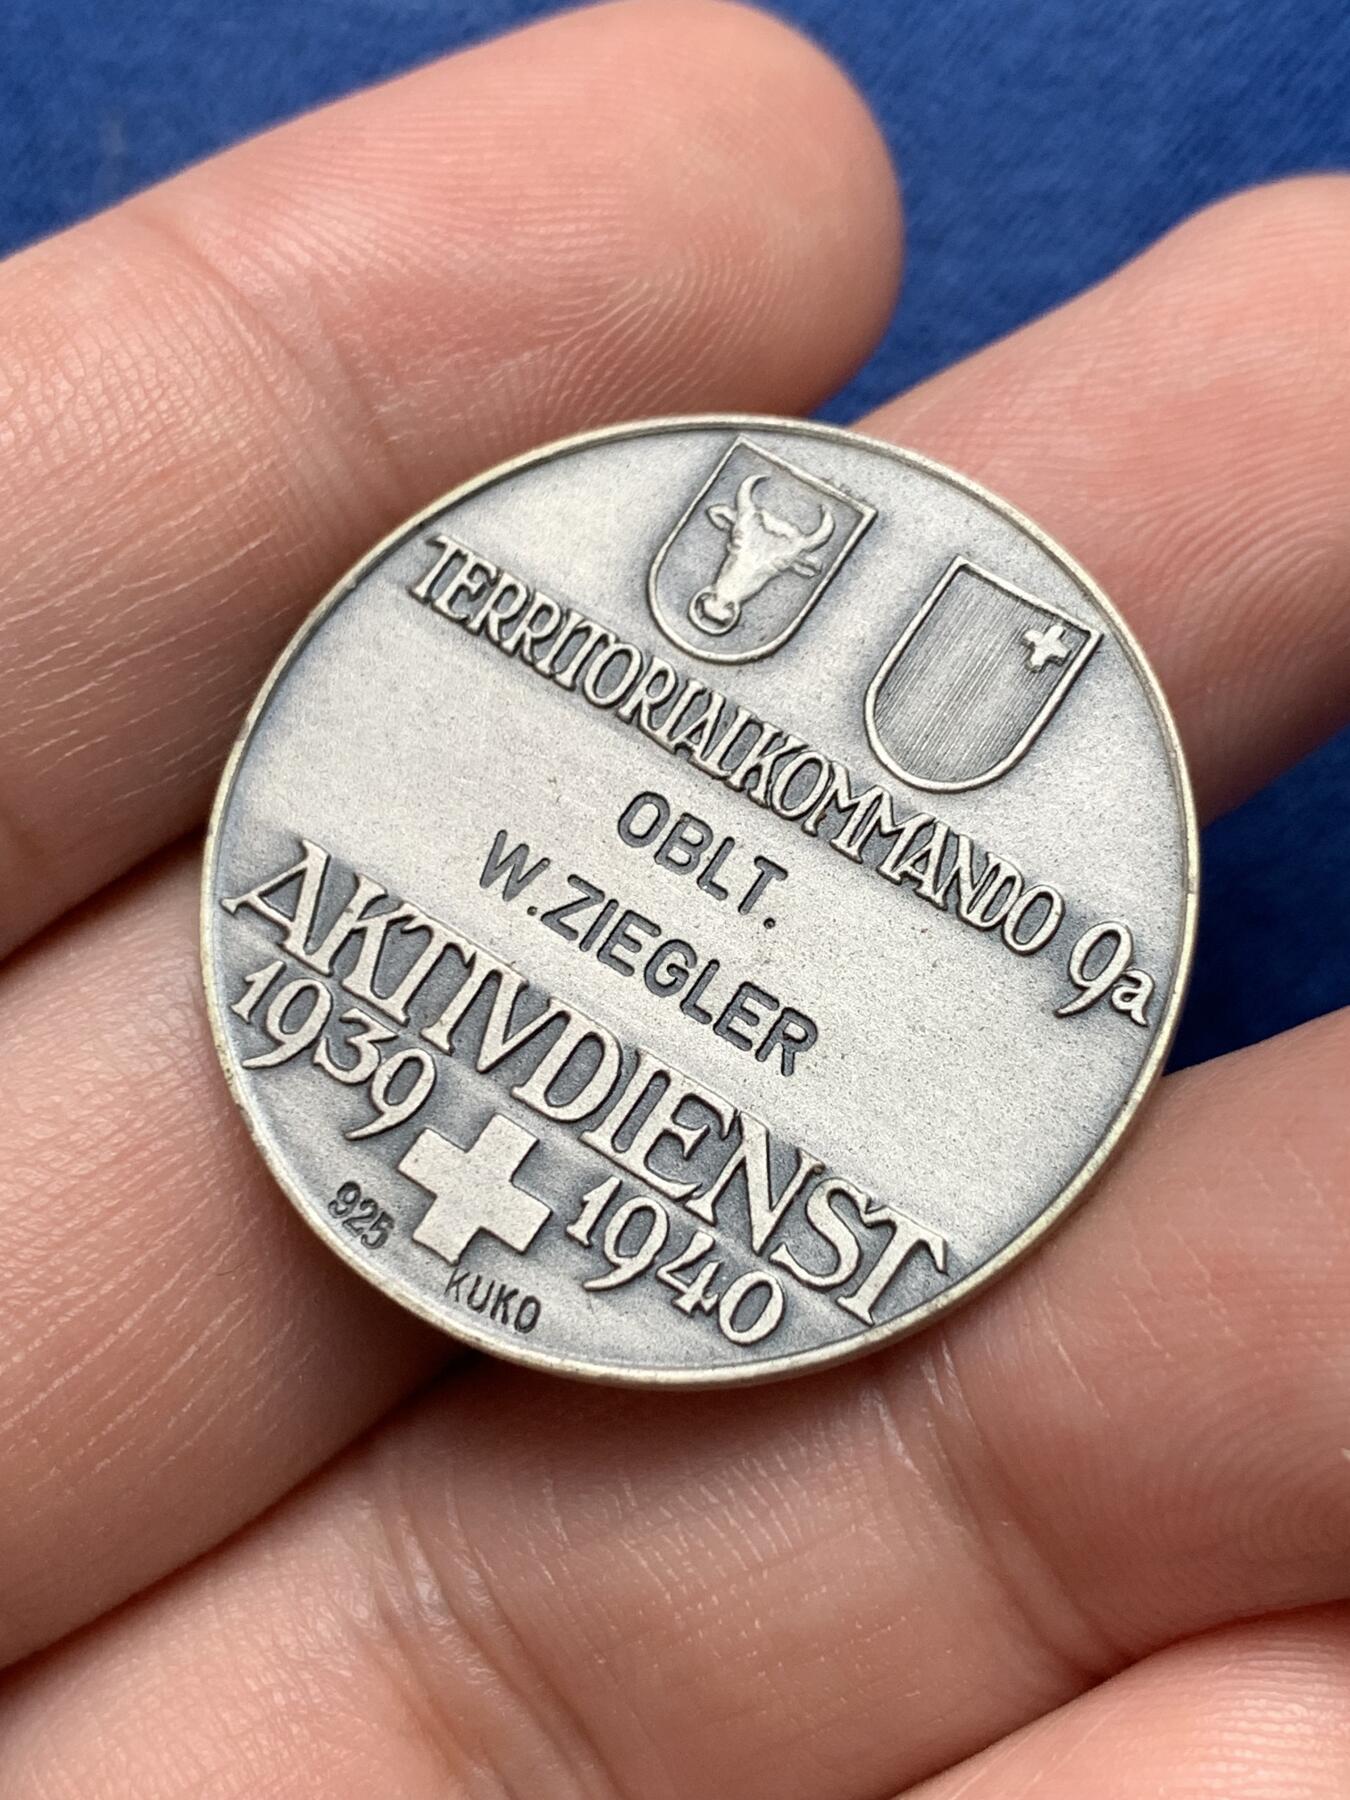 TERRITORIALKOMMANDO 9a
OBLT.
W. ZIEGLER
AKTIVDIENST
1939 1940
925
KUKO